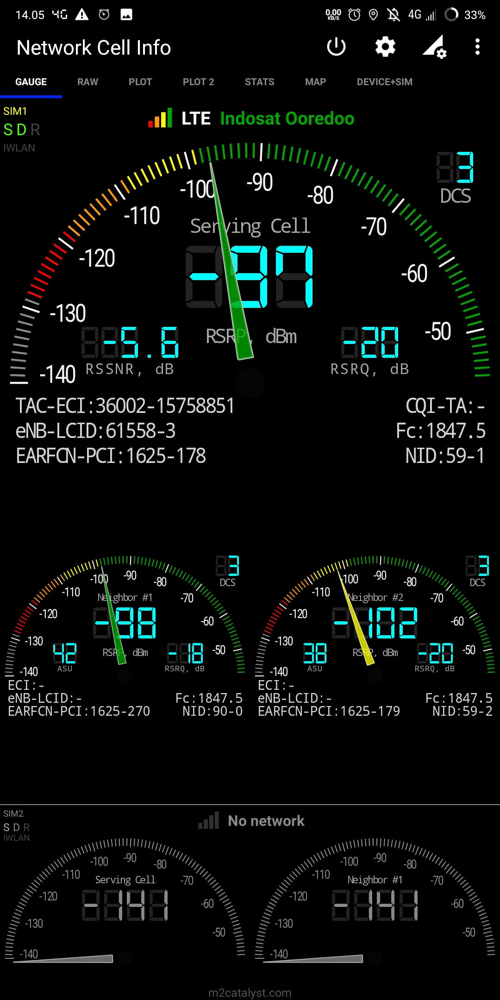 14.05 4G 0,00 KB/S 4G 33%
Network Cell Info
GAUGE RAW PLOT PLOT 2 STATS MAP DEVICE+SIM
SIM1
S D R
IWLAN
LTE Indosat Ooredoo
3
DCS
-140 -130 -120 -110 -100 -90 -80 -70 -60 -50
Serving Cell
-97
RSRP, dBm
-5.6
RSSNR, dB
-20
RSRQ, dB
TAC-ECI:36002-15758851 CQI-TA:-
eNB-LCID:61558-3 Fc:1847.5
EARFCN-PCI:1625-178 NID:59-1
3
DCS
-140 -130 -120 -110 -100 -90 -80 -70 -60 -50
Neighbor #1
-98
RSRP, dBm
42
ASU
-18
RSRQ, dB
ECI:-
eNB-LCID:- Fc:1847.5
EARFCN-PCI:1625-270 NID:90-0
3
DCS
-140 -130 -120 -110 -100 -90 -80 -70 -60 -50
Neighbor #2
-102
RSRP, dBm
38
ASU
-20
RSRQ, dB
ECI:-
eNB-LCID:- Fc:1847.5
EARFCN-PCI:1625-179 NID:59-2
SIM2
S D R
IWLAN
No network
-140 -130 -120 -110 -100 -90 -80 -70 -60 -50
Serving Cell
-141
-140 -130 -120 -110 -100 -90 -80 -70 -60 -50
Neighbor #1
-141
m2catalyst.com